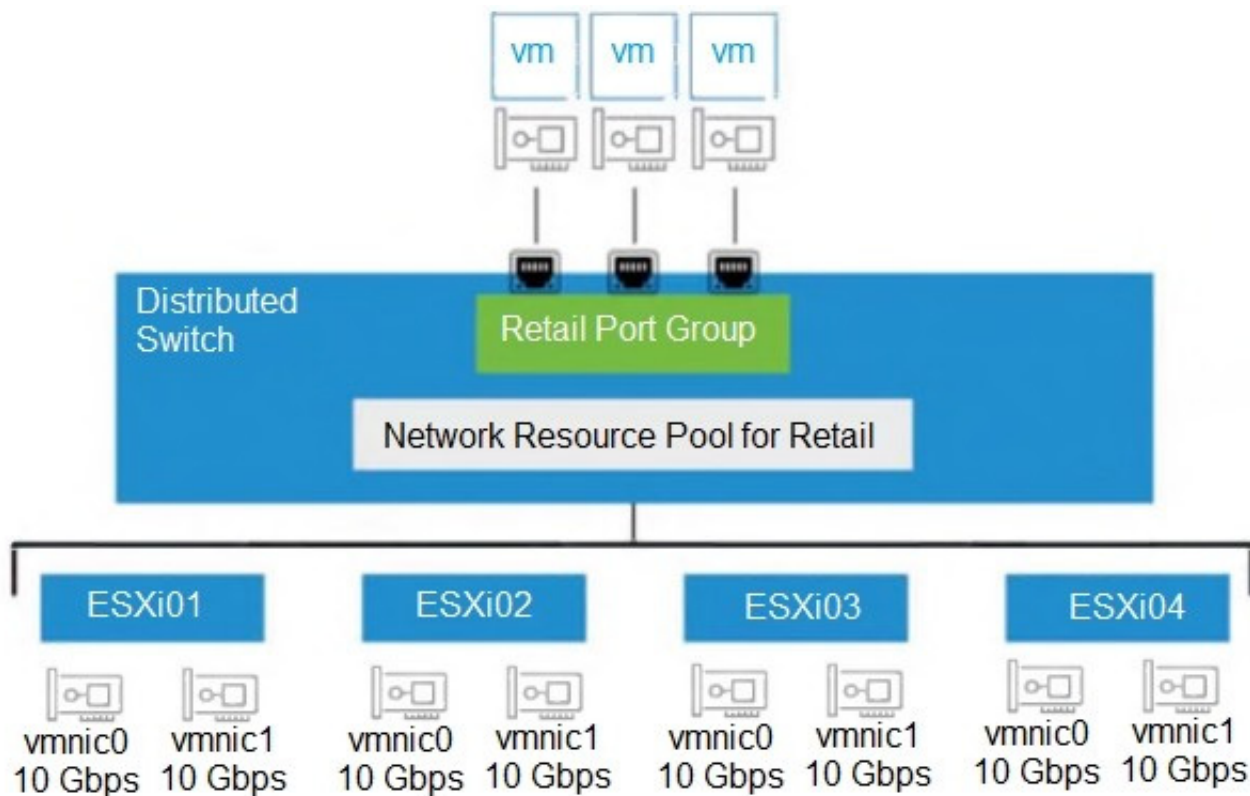 vm vm vm
Distributed
Switch
Retail Port Group
Network Resource Pool for Retail
ESXi01 ESXi02 ESXi03 ESXi04
vmnic0 vmnic1 vmnic0 vmnic1 vmnic0 vmnic1 vmnic0 vmnic1
10 Gbps 10 Gbps 10 Gbps 10 Gbps 10 Gbps 10 Gbps 10 Gbps 10 Gbps